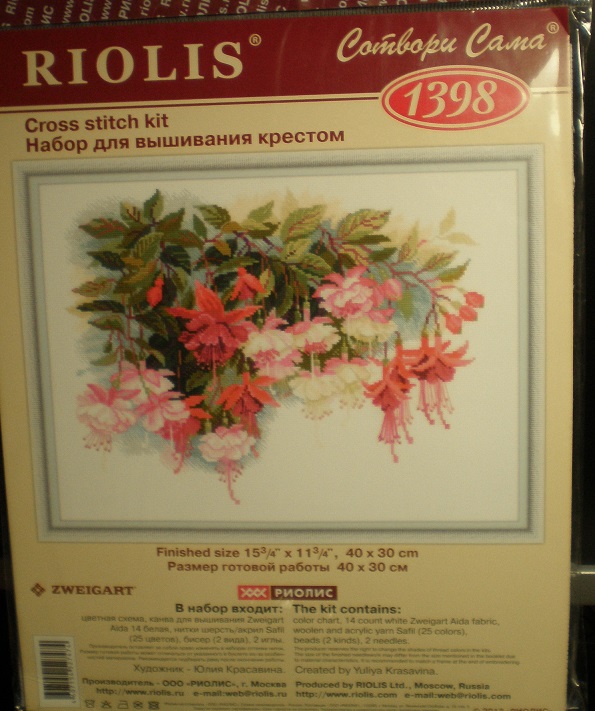 RIOLIS®
Сотвори Сама®
1398
Cross stitch kit
Набор для вышивания крестом
Finished size 15¾" x 11¾", 40 x 30 cm
Размер готовой работы 40 x 30 см
ZWEIGART®
РИОЛИС
В набор входит:
цветная схема, канва для вышивания Zweigart
Aida 14 белая, нитки шерсть/акрил Safil
(25 цветов), бисер (2 вида), 2 иглы.
Художник - Юлия Красавина.
Производитель - ООО «РИОЛИС», г. Москва
http://www.riolis.ru e-mail:web@riolis.ru
The kit contains:
color chart, 14 count white Zweigart Aida fabric,
woolen and acrylic yarn Safil (25 colors),
beads (2 kinds), 2 needles.
Created by Yuliya Krasavina.
Produced by RIOLIS Ltd., Moscow, Russia
http://www.riolis.com e-mail:web@riolis.com